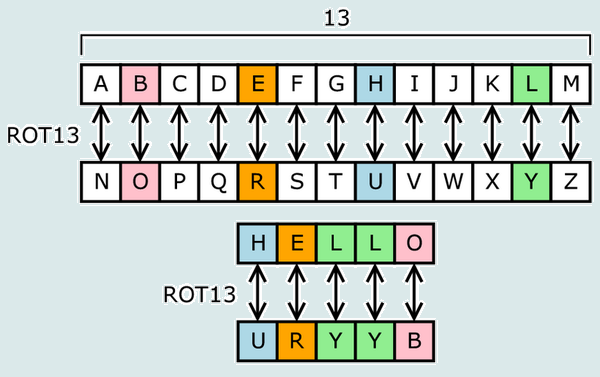 13
A B C D E F G H I J K L M
ROT13
N O P Q R S T U V W X Y Z
H E L L O
ROT13
U R Y Y B